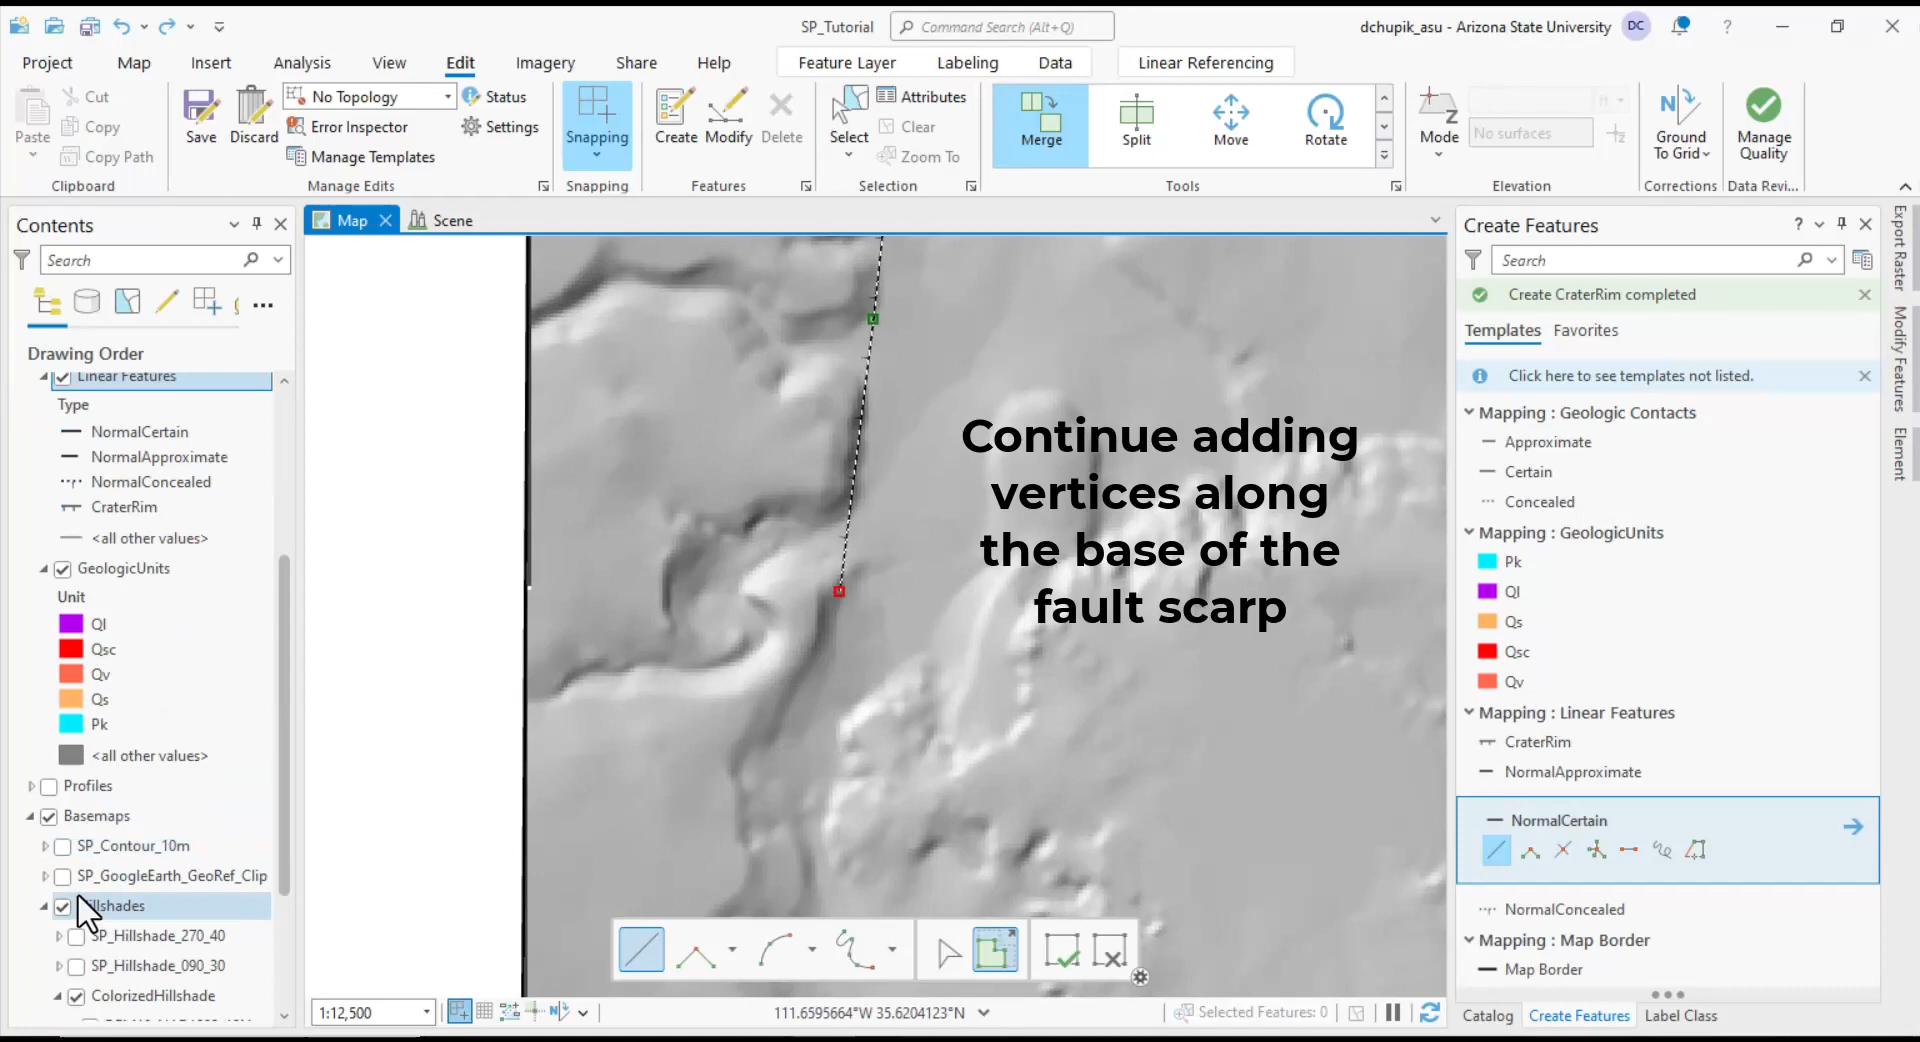 SP_Tutorial
Command Search (Alt+Q)
dchupik_asu - Arizona State University
DC
?
Project
Map
Insert
Analysis
View
Edit
Imagery
Share
Help
Feature Layer
Labeling
Data
Linear Referencing
Paste
Cut
Copy
Copy Path
Clipboard
Save
Discard
No Topology
Error Inspector
Manage Templates
Status
Settings
Manage Edits
Snapping
Snapping
Create
Modify
Delete
Features
Select
Attributes
Clear
Zoom To
Selection
Merge
Split
Move
Rotate
Tools
Mode
No surfaces
Elevation
Ground
To Grid
Corrections
Manage
Quality
Data Revi...
Contents
Search
Drawing Order
Linear Features
Type
NormalCertain
NormalApproximate
NormalConcealed
CraterRim
<all other values>
GeologicUnits
Unit
Ql
Qsc
Qv
Qs
Pk
<all other values>
Profiles
Basemaps
SP_Contour_10m
SP_GoogleEarth_GeoRef_Clip
llshades
SP_Hillshade_270_40
SP_Hillshade_090_30
ColorizedHillshade
Map
Scene
Continue adding
vertices along
the base of the
fault scarp
1:12,500
111.6595664°W 35.6204123°N
Selected Features: 0
Create Features
?
Search
Create CraterRim completed
Templates
Favorites
Click here to see templates not listed.
Mapping : Geologic Contacts
Approximate
Certain
Concealed
Mapping : GeologicUnits
Pk
Ql
Qs
Qsc
Qv
Mapping : Linear Features
CraterRim
NormalApproximate
NormalCertain
NormalConcealed
Mapping : Map Border
Map Border
Catalog
Create Features
Label Class
Export Raster
Modify Features
Element